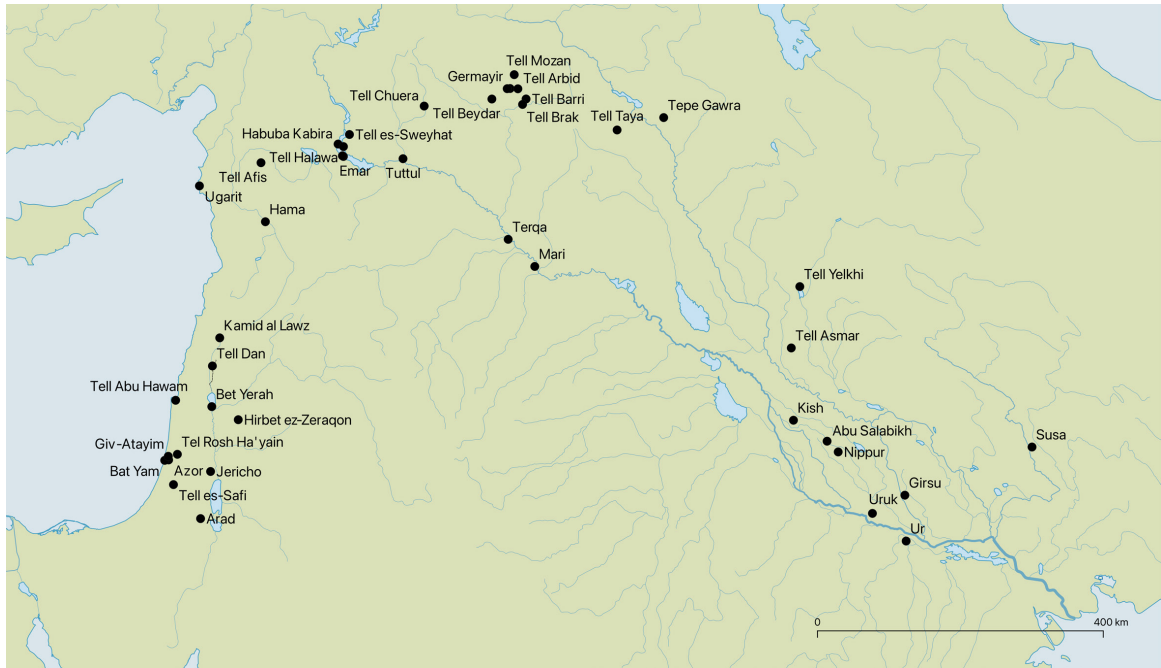 Tell Mozan
Germayir
Tell Arbid
Tell Chuera
Tell Beydar
Tell Barri
Tell Brak
Tell Taya
Tepe Gawra
Habuba Kabira
Tell es-Sweyhat
Tell Halawa
Tell Afis
Emar
Tuttul
Ugarit
Hama
Terqa
Mari
Tell Yelkhi
Kamid al Lawz
Tell Asmar
Tell Dan
Tell Abu Hawam
Bet Yerah
Hirbet ez-Zeraqon
Kish
Abu Salabikh
Giv-Atayim
Tel Rosh Ha'yain
Susa
Nippur
Bat Yam
Azor
Jericho
Tell es-Safi
Girsu
Uruk
Arad
Ur
0
400 km